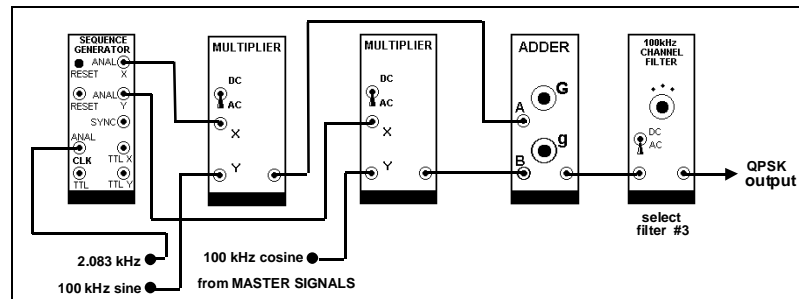 SEQUENCE
GENERATOR
ANAL
X
RESET
ANAL
RESET
Y
SYNC
ANAL
CLK
TTL X
TTL
TTL Y
MULTIPLIER
DC
AC
X
Y
MULTIPLIER
DC
AC
X
Y
ADDER
G
A
g
B
100kHz
CHANNEL
FILTER
DC
AC
QPSK
output
select
filter #3
2.083 kHz
100 kHz cosine
100 kHz sine
from MASTER SIGNALS